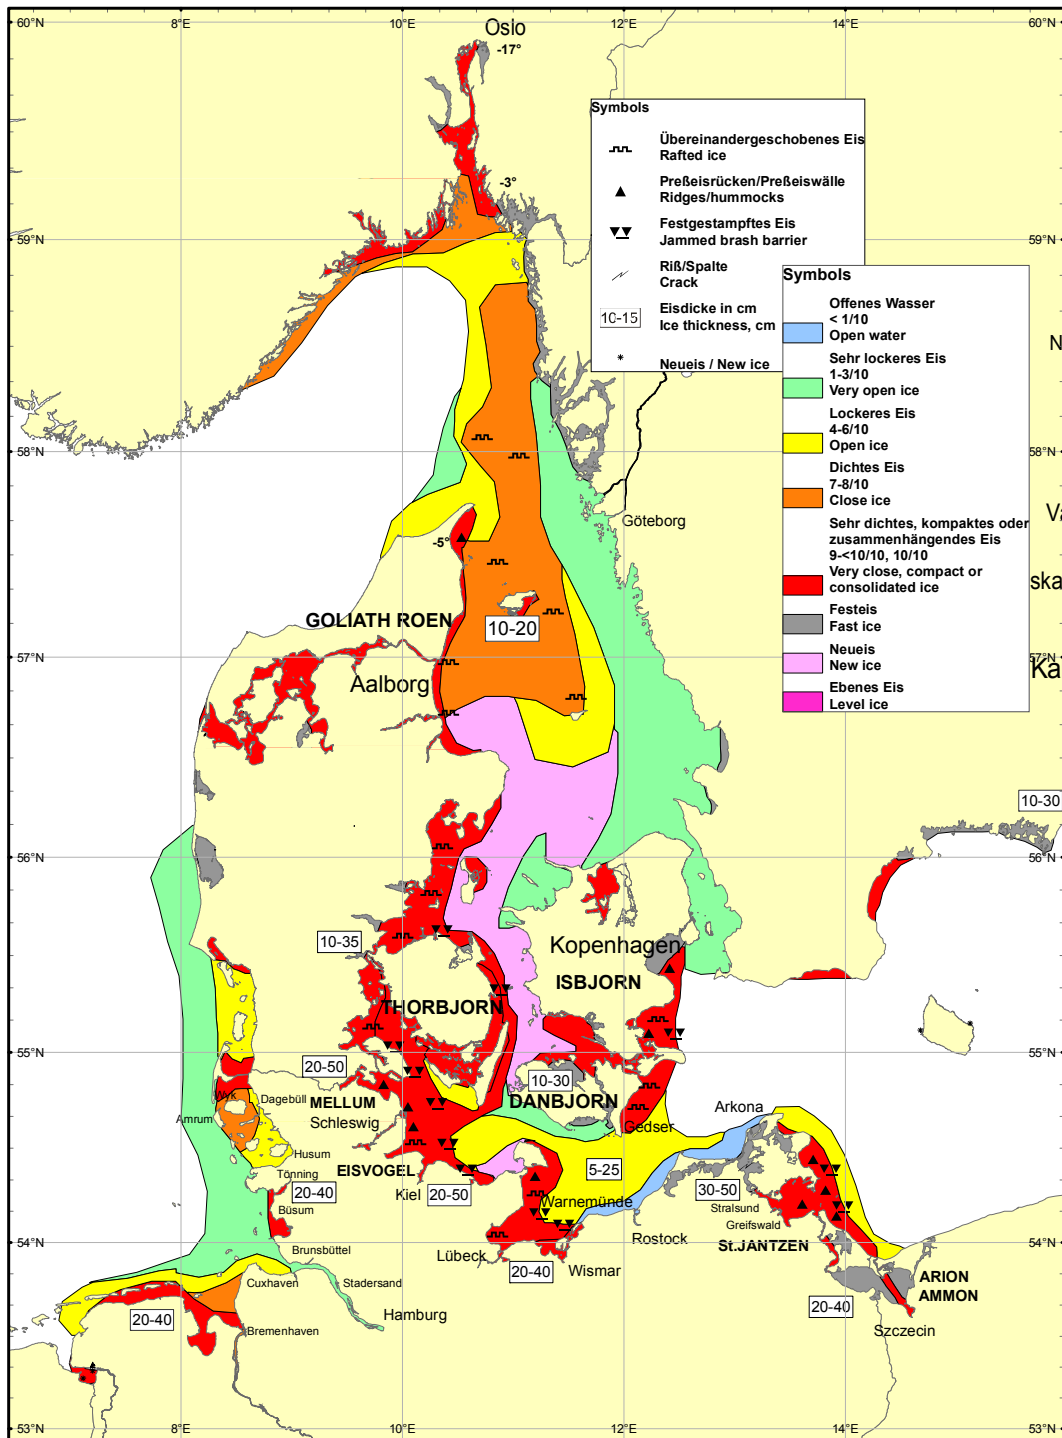 60°N
8°E
10°E
12°E
14°E
60°N
Oslo
-17°
-3°
59°N
59°N
58°N
58°N
57°N
57°N
56°N
56°N
55°N
55°N
54°N
54°N
53°N
53°N
8°E
10°E
12°E
14°E
Symbols
Übereinandergeschobenes Eis
Rafted ice
Preßeisrücken/Preßeiswälle
Ridges/hummocks
Festgestampftes Eis
Jammed brash barrier
Riß/Spalte
Crack
10-15
Eisdicke in cm
Ice thickness, cm
Neueis / New ice
Symbols
Offenes Wasser
< 1/10
Open water
Sehr lockeres Eis
1-3/10
Very open ice
Lockeres Eis
4-6/10
Open ice
Dichtes Eis
7-8/10
Close ice
Sehr dichtes, kompaktes oder
zusammenhängendes Eis
9-<10/10, 10/10
Very close, compact or
consolidated ice
Festeis
Fast ice
Neueis
New ice
Ebenes Eis
Level ice
N
Va
ska
Ka
Göteborg
-5°
GOLIATH ROEN
10-20
Aalborg
10-30
10-35
Kopenhagen
ISBJORN
THORBJORN
20-50
10-30
MELLUM
DANBJORN
Schleswig
Gedser
Arkona
Wyk
Dagebüll
Amrum
Husum
EISVOGEL
5-25
Tönning
Kiel
20-50
Warnemünde
30-50
Stralsund
20-40
Büsum
Greifswald
Rostock
St.JANTZEN
Brunsbüttel
Lübeck
Wismar
20-40
Cuxhaven
Stadersand
ARION
AMMON
20-40
Hamburg
20-40
Bremenhaven
Szczecin